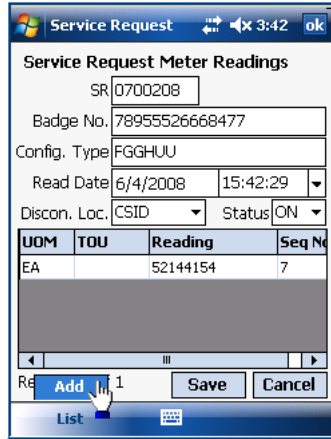 Service Request 3:42 ok
Service Request Meter Readings
SR 0700208
Badge No. 78955526668477
Config. Type FGGHUU
Read Date 6/4/2008 15:42:29
Discon. Loc. CSID Status ON
UOM TOU Reading Seq No
EA 52144154 7
Re Add 1 Save Cancel
List